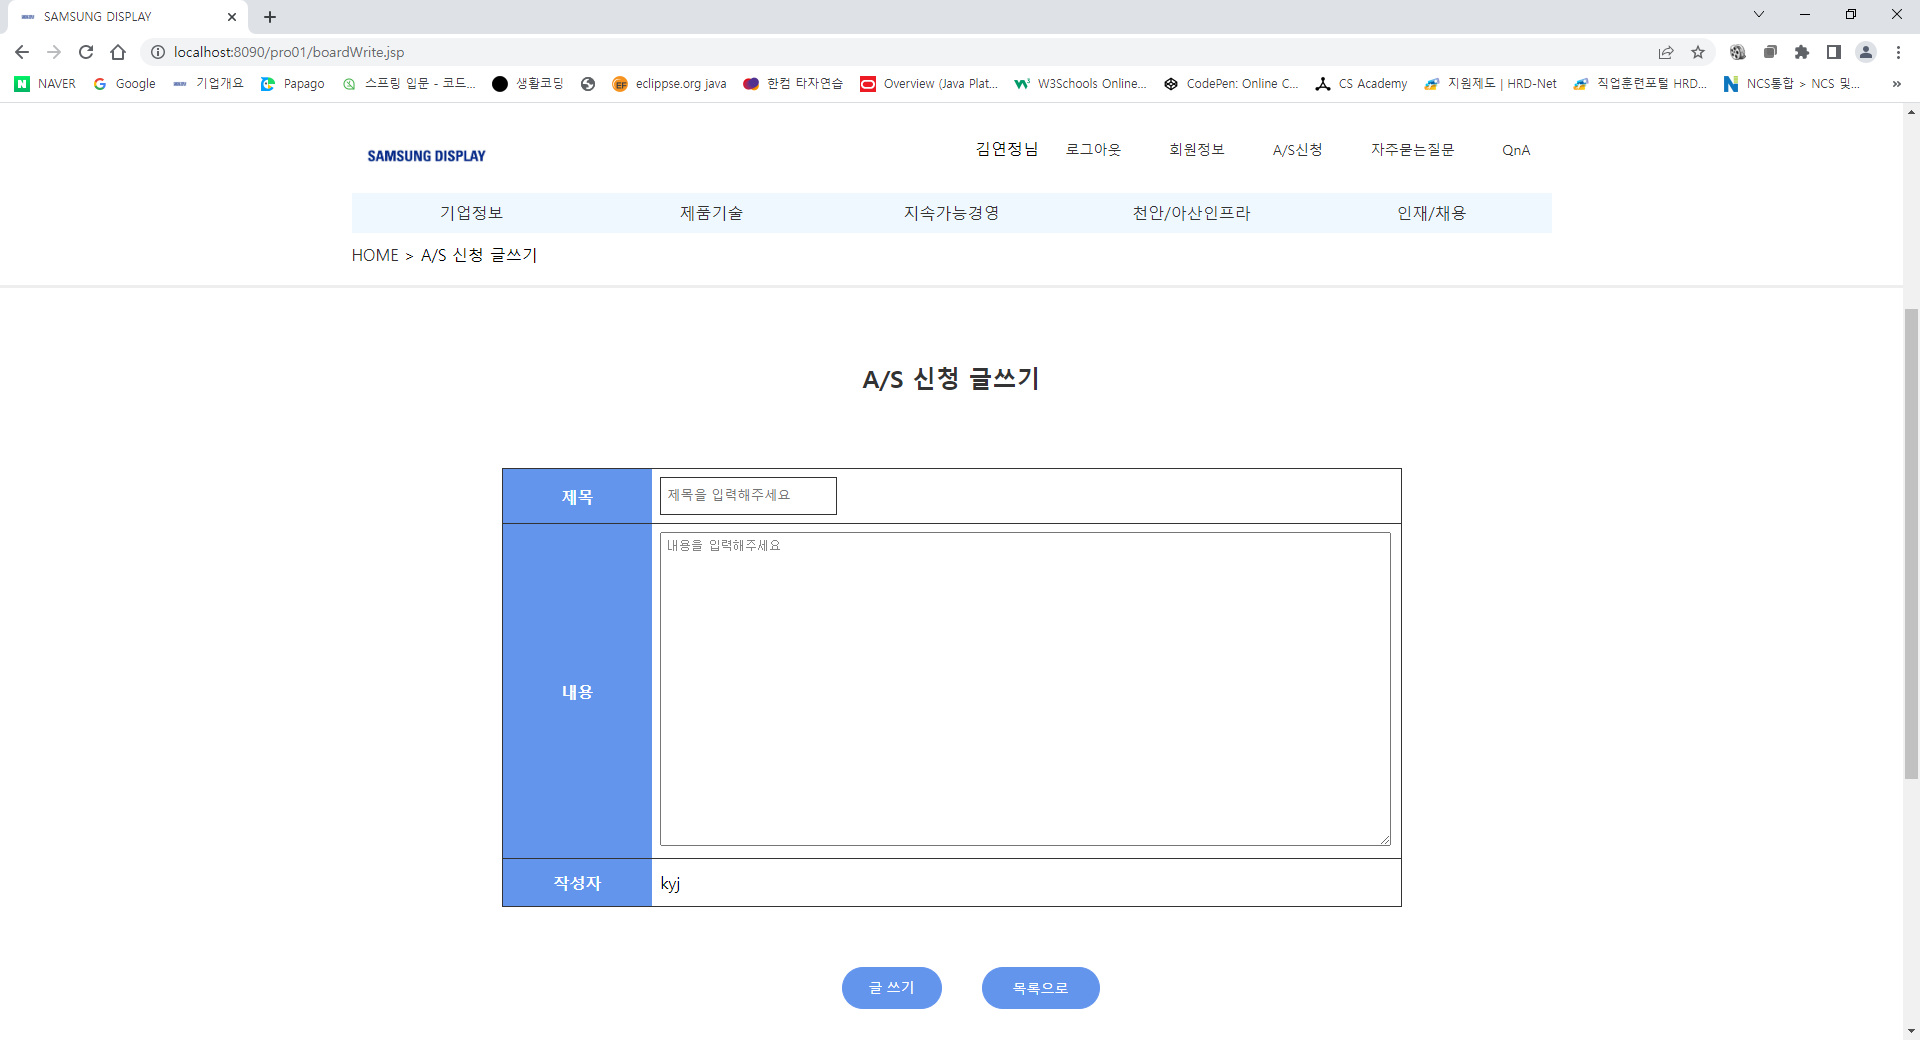 SAMSUNG DISPLAY
localhost:8090/pro01/boardWrite.jsp
NAVER Google 기업개요 Papago 스프링 입문 - 코드... 생활코딩 EF eclippse.org java 한컴 타자연습 Overview (Java Plat... W3Schools Online... CodePen: Online C... CS Academy 지원제도 | HRD-Net 직업훈련포털 HRD... NCS통합 > NCS 및... »
SAMSUNG DISPLAY 김연정님 로그아웃 회원정보 A/S신청 자주묻는질문 QnA
기업정보 제품기술 지속가능경영 천안/아산인프라 인재/채용
HOME > A/S 신청 글쓰기
A/S 신청 글쓰기
제목 제목을 입력해주세요
내용을 입력해주세요
내용
작성자 kyj
글 쓰기 목록으로